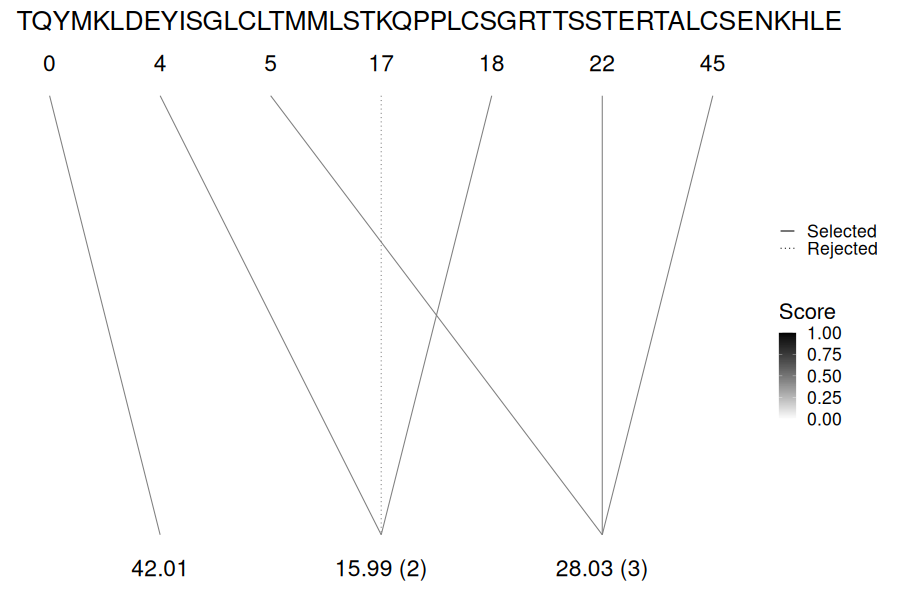 TQYMKLDEYISGLCLTMMLSTKQPPLCSGRTTSSTERTALCSENKHLE
0 4 5 17 18 22 45
Selected
Rejected
Score
1.00
0.75
0.50
0.25
0.00
42.01 15.99 (2) 28.03 (3)